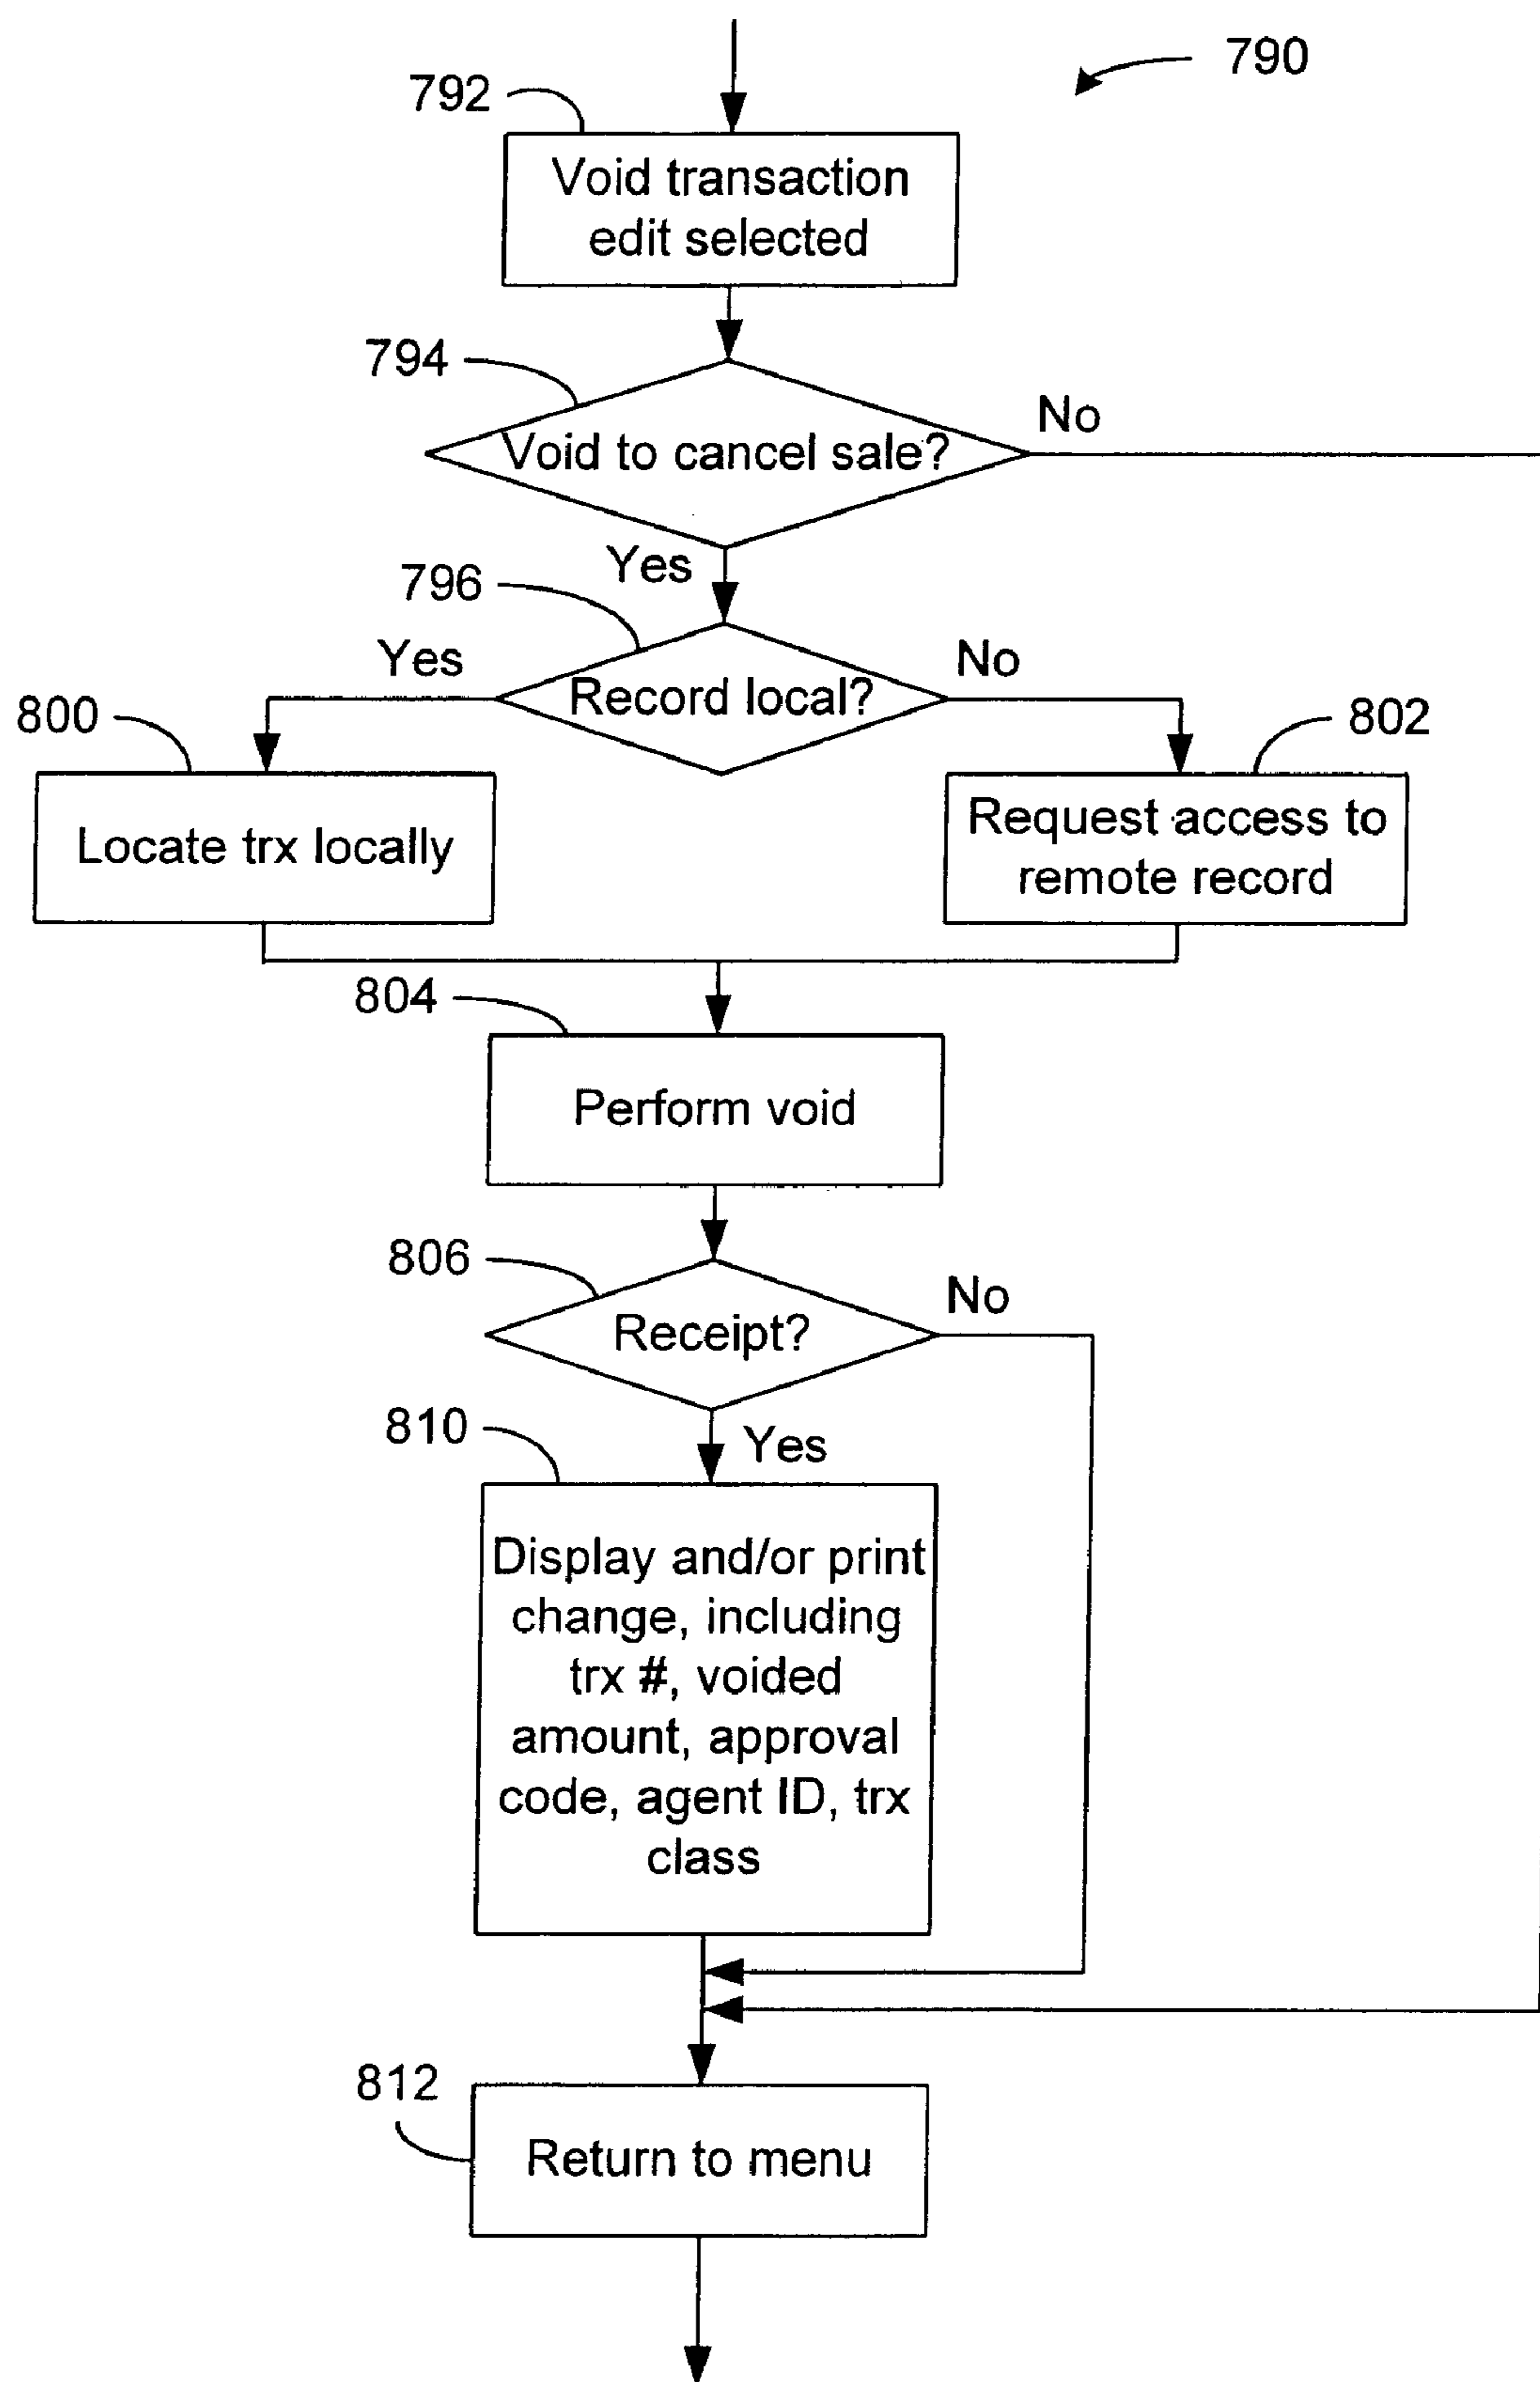 790
792
Void transaction
edit selected
794
Void to cancel sale?
No
Yes
796
Yes
Record local?
No
800
802
Locate trx locally
Request access to
remote record
804
Perform void
806
Receipt?
No
810
Yes
Display and/or print
change, including
trx #, voided
amount, approval
code, agent ID, trx
class
812
Return to menu